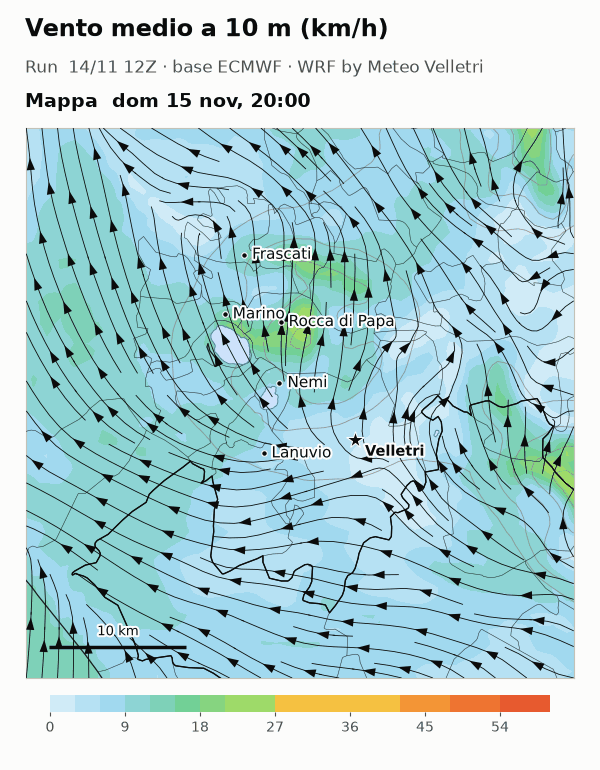 Vento medio a 10 m (km/h)
Run  14/11 12Z · base ECMWF · WRF by Meteo Velletri
Mappa  dom 15 nov, 20:00
Frascati
Marino
Rocca di Papa
Nemi
Velletri
Lanuvio
10 km
0 9 18 27 36 45 54